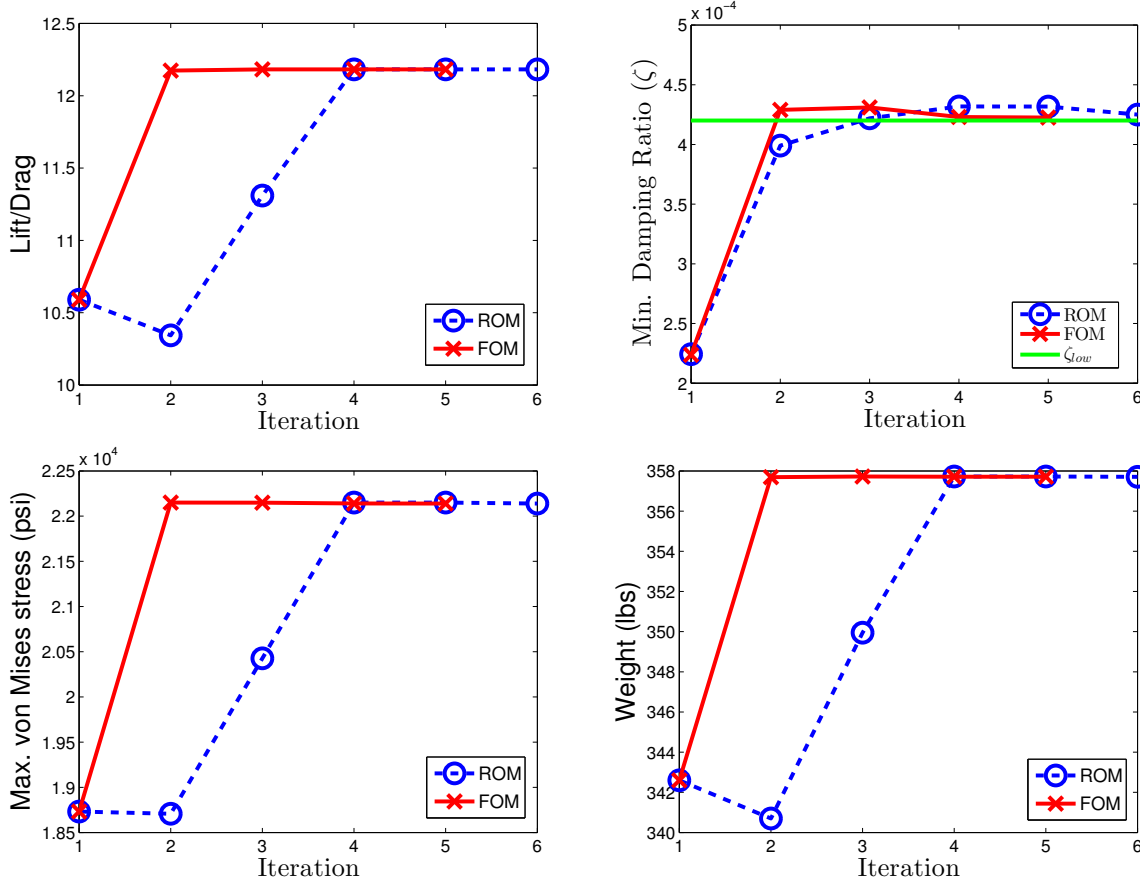 12.5
12
11.5
11
10.5
10
Lift/Drag
1 2 3 4 5 6
Iteration
ROM
FOM
x 10⁻⁴
5
4.5
4
3.5
3
2.5
2
Min. Damping Ratio (ζ)
1 2 3 4 5 6
ROM
FOM
ζlow
x 10⁴
2.25
2.2
2.15
2.1
2.05
2
1.95
1.9
1.85
Max. von Mises stress (psi)
1 2 3 4 5 6
Iteration
ROM
FOM
358
356
354
352
350
348
346
344
342
340
Weight (lbs)
1 2 3 4 5 6
Iteration
ROM
FOM